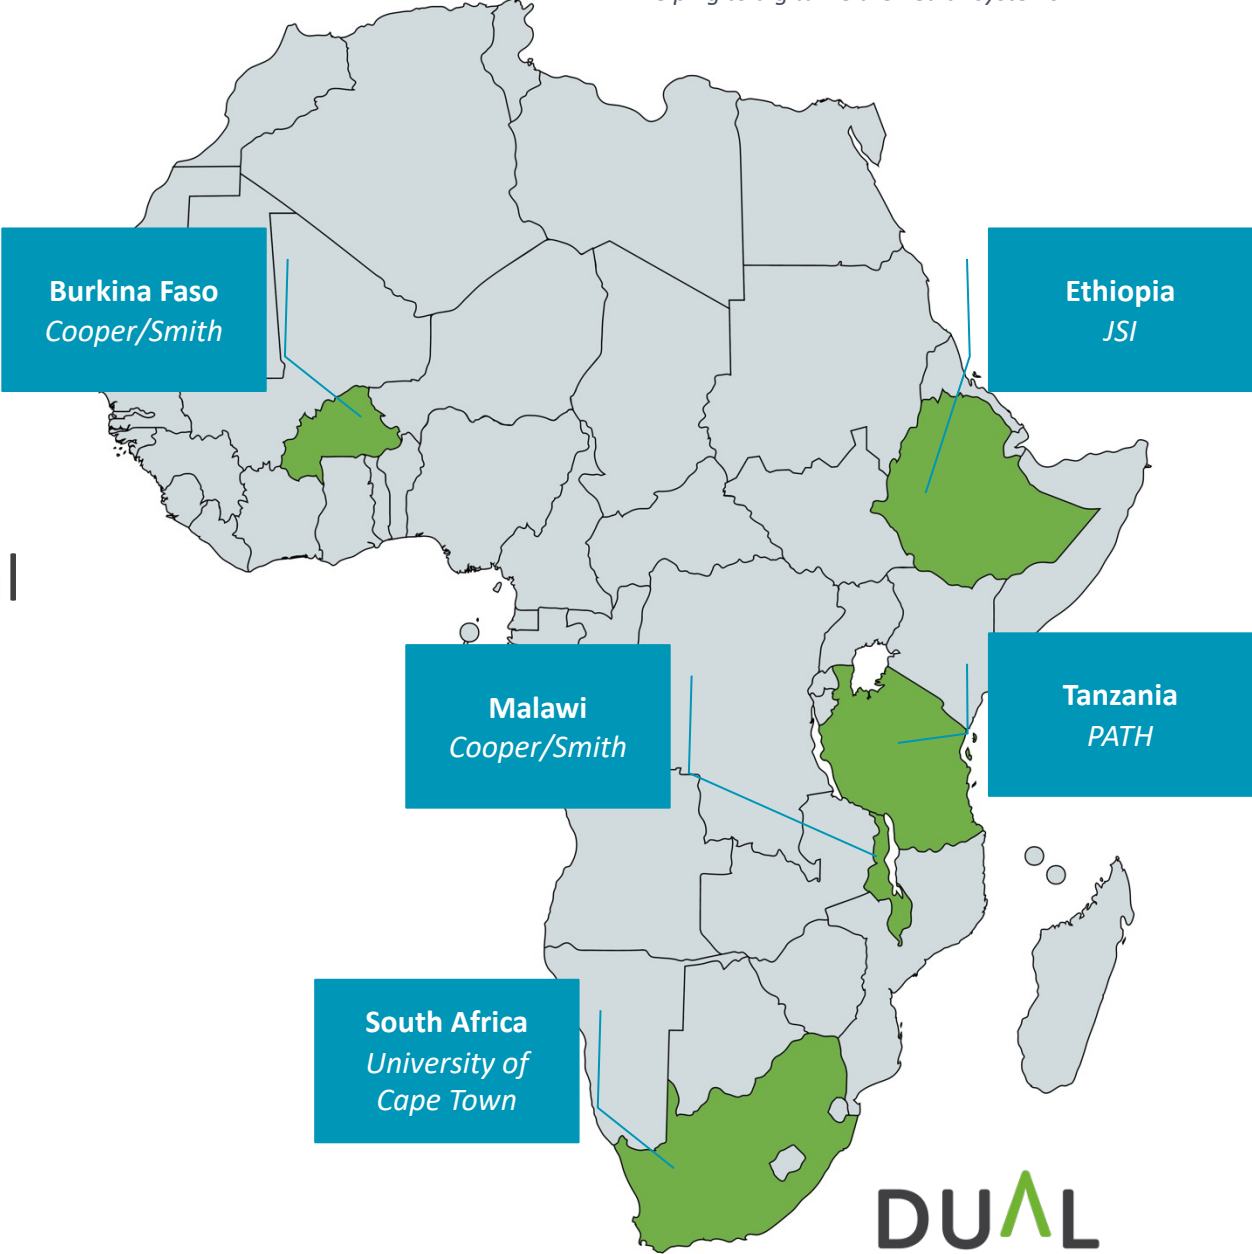 Burkina Faso
Cooper/Smith
Ethiopia
JSI
Malawi
Cooper/Smith
Tanzania
PATH
South Africa
University of
Cape Town
DUAL